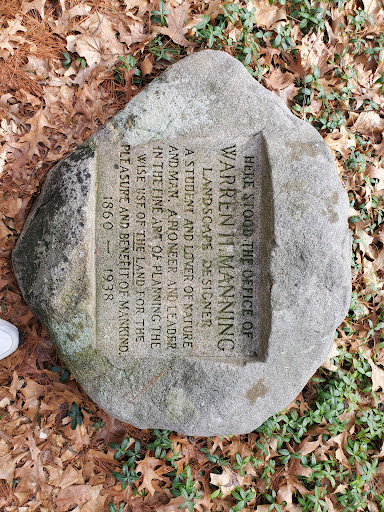 HERE STOOD THE OFFICE OF
WARREN H MANNING
LANDSCAPE DESIGNER
A STUDENT AND LOVER OF NATURE
AND MAN, A PIONEER AND LEADER
IN THE FINE ART OF PLANNING THE
WISE USE OF THE LAND FOR THE
PLEASURE AND BENEFIT OF MANKIND.
1860 — 1938